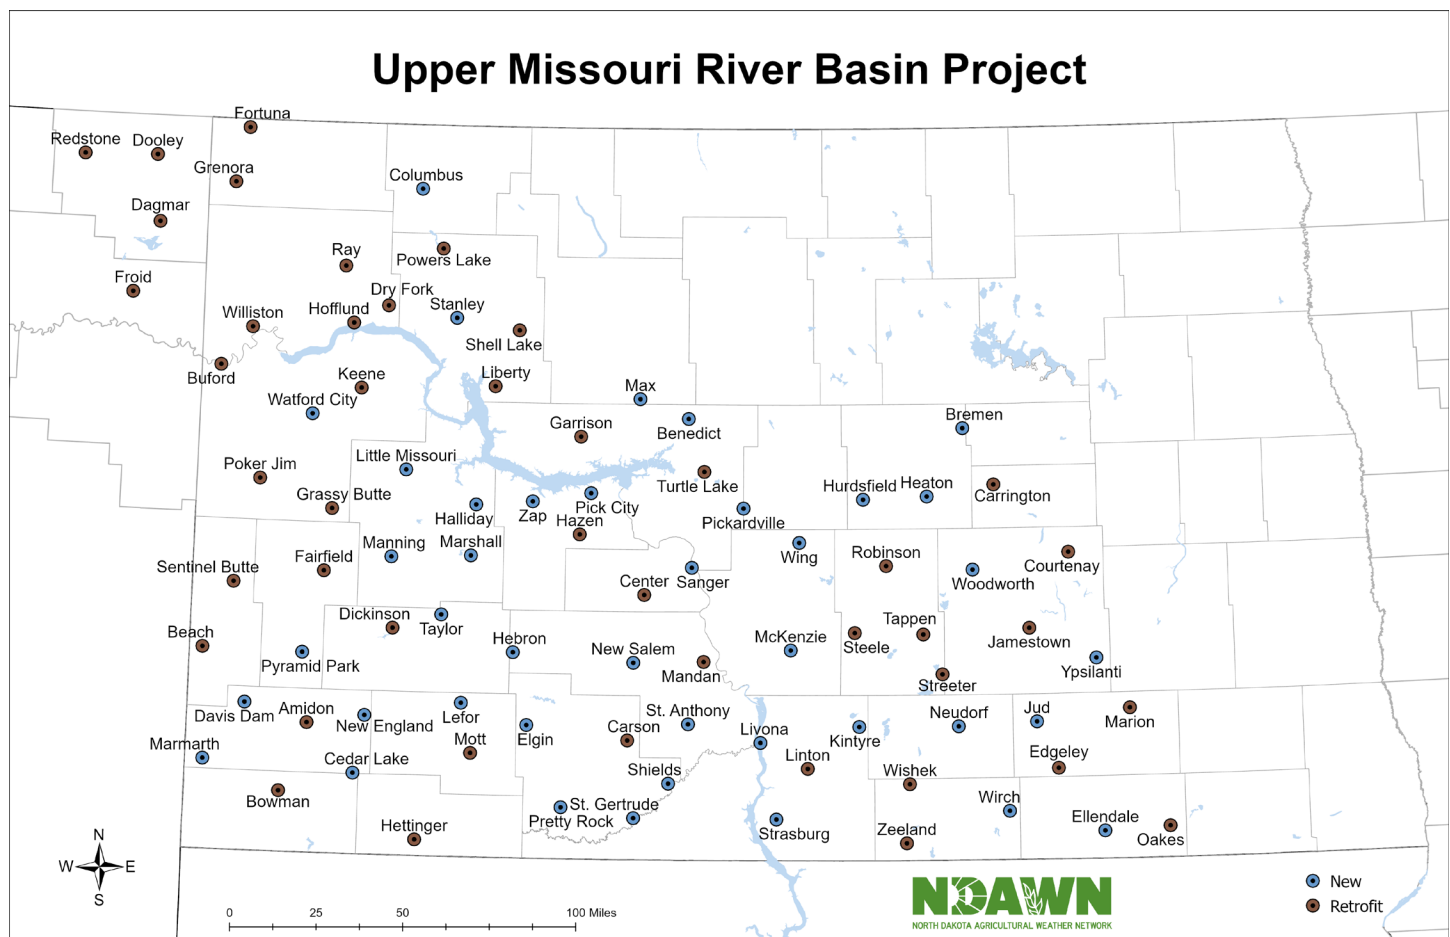 Upper Missouri River Basin Project
Fortuna
Redstone
Dooley
Grenora
Columbus
Dagmar
Ray
Powers Lake
Froid
Dry Fork
Williston
Hofflund
Stanley
Shell Lake
Buford
Keene
Liberty
Watford City
Max
Garrison
Benedict
Bremen
Little Missouri
Poker Jim
Turtle Lake
Grassy Butte
Hurdsfield
Heaton
Carrington
Halliday
Zap
Pick City
Hazen
Pickardville
Manning
Marshall
Fairfield
Wing
Robinson
Sentinel Butte
Center
Sanger
Woodworth
Courtenay
Dickinson
Taylor
Tappen
Beach
Hebron
McKenzie
Steele
Jamestown
New Salem
Pyramid Park
Mandan
Ypsilanti
Streeter
Davis Dam
Amidon
New England
Lefor
St. Anthony
Neudorf
Jud
Marion
Elgin
Carson
Livona
Kintyre
Marmarth
Mott
Cedar Lake
Linton
Edgeley
Shields
Wishek
Bowman
Wirch
St. Gertrude
Pretty Rock
Hettinger
Strasburg
Zeeland
Ellendale
Oakes
N
W
E
S
0 25 50 100 Miles
NDAWN
NORTH DAKOTA AGRICULTURAL WEATHER NETWORK
New
Retrofit